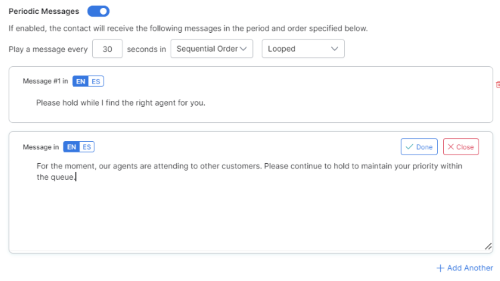 Periodic Messages
If enabled, the contact will receive the following messages in the period and order specified below.
Play a message every 30 seconds in Sequential Order Looped
Message #1 in EN ES
Please hold while I find the right agent for you.
Message in EN ES Done Close
For the moment, our agents are attending to other customers. Please continue to hold to maintain your priority within
the queue.
Add Another